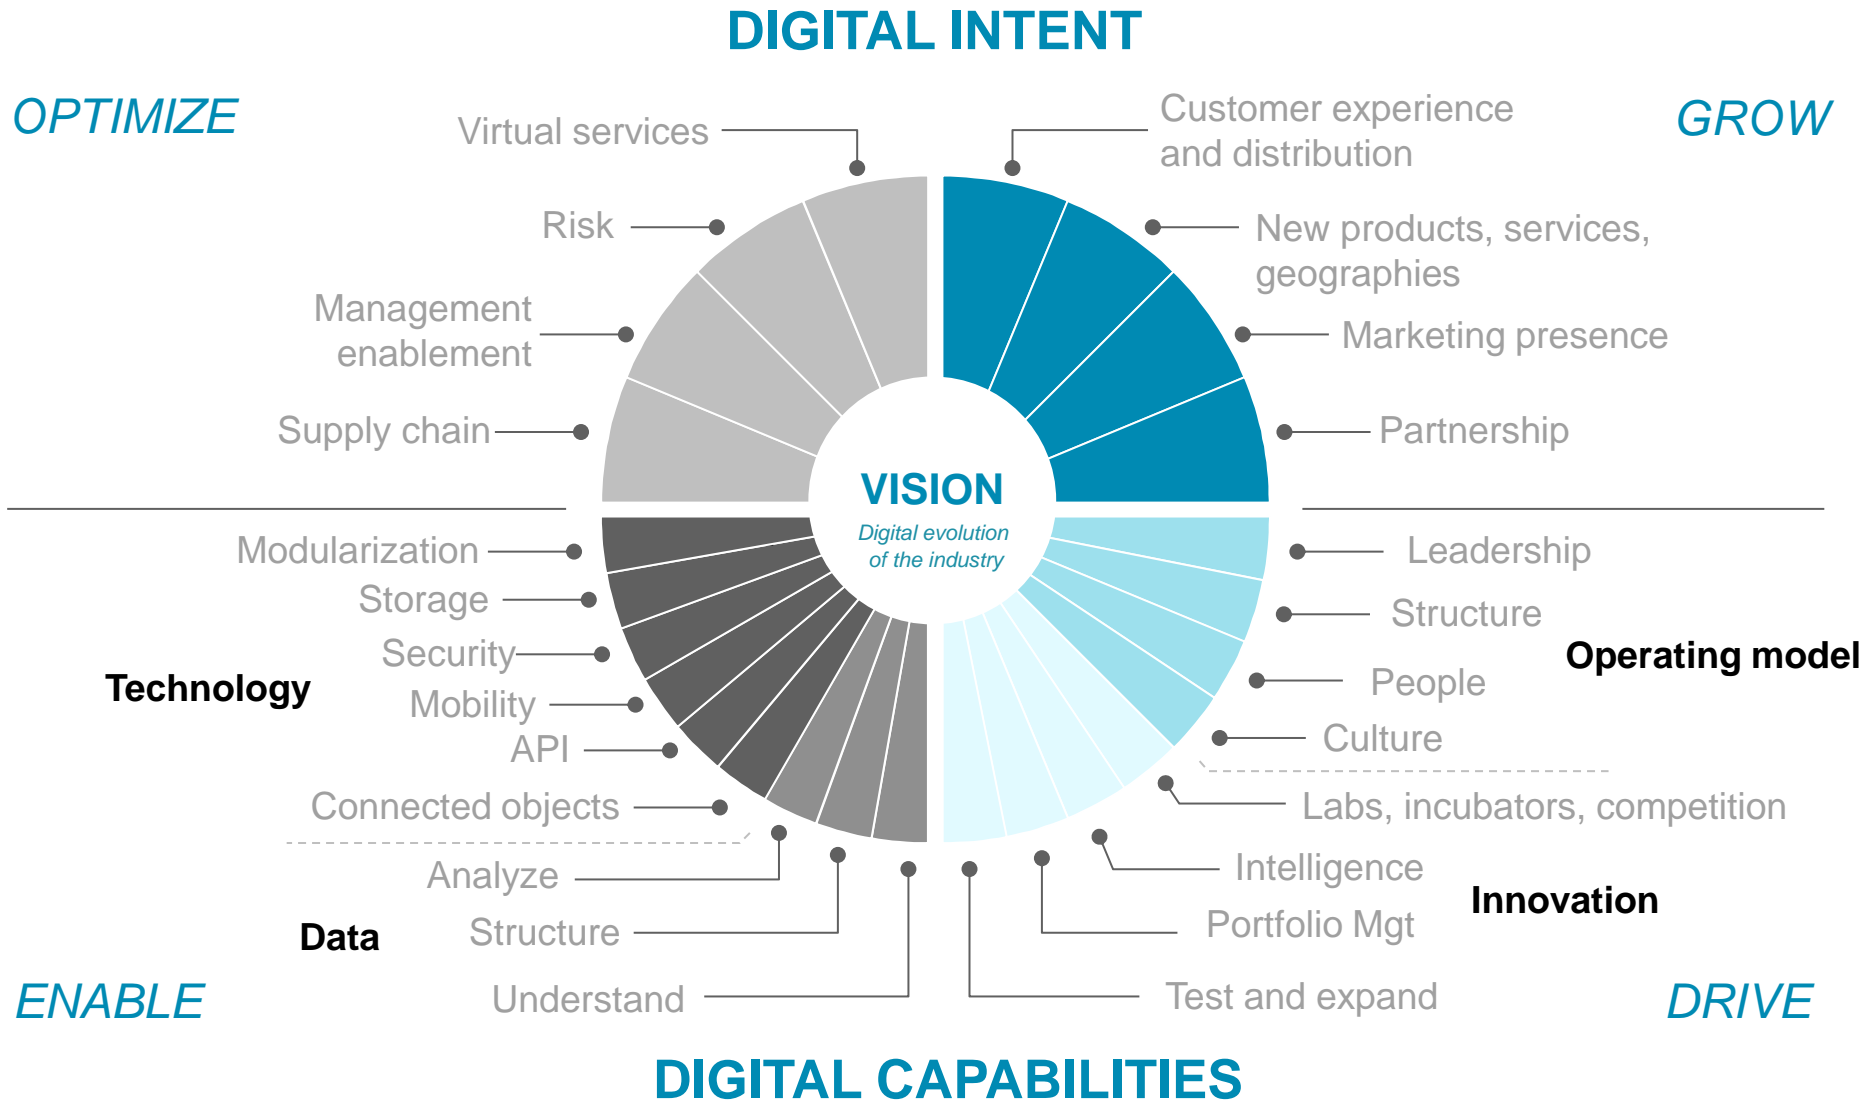 DIGITAL INTENT
OPTIMIZE
GROW
Virtual services
Customer experience
and distribution
Risk
New products, services,
geographies
Management
enablement
Marketing presence
Supply chain
Partnership
VISION
Digital evolution
of the industry
Modularization
Storage
Security
Mobility
API
Connected objects
Technology
Analyze
Structure
Understand
Data
Leadership
Structure
People
Culture
Operating model
Labs, incubators, competition
Intelligence
Portfolio Mgt
Test and expand
Innovation
ENABLE
DRIVE
DIGITAL CAPABILITIES